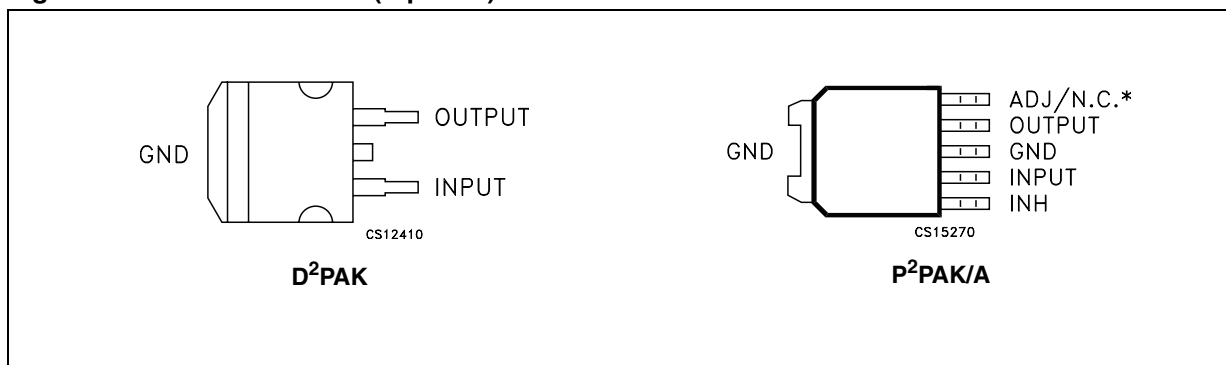 GND
OUTPUT
INPUT
CS12410
D²PAK
GND
ADJ/N.C.*
OUTPUT
GND
INPUT
INH
CS15270
P²PAK/A